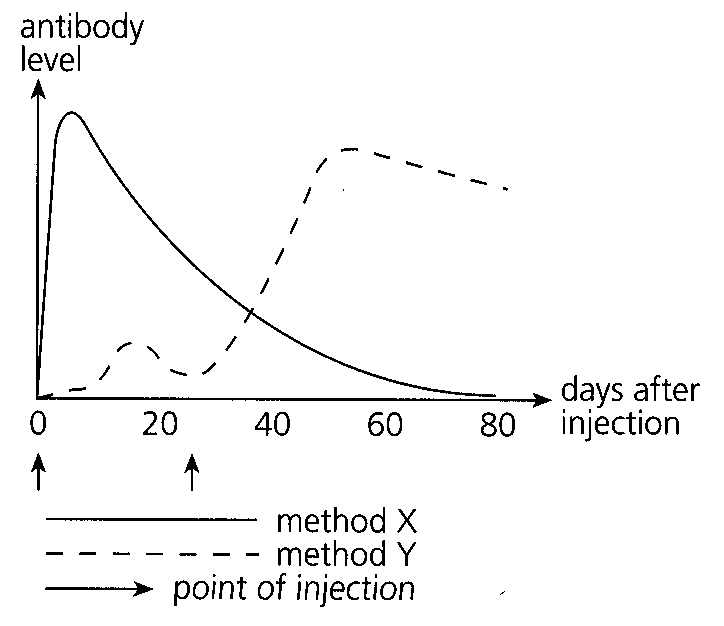 antibody
level
days after
injection
0 20 40 60 80
method X
method Y
point of injection